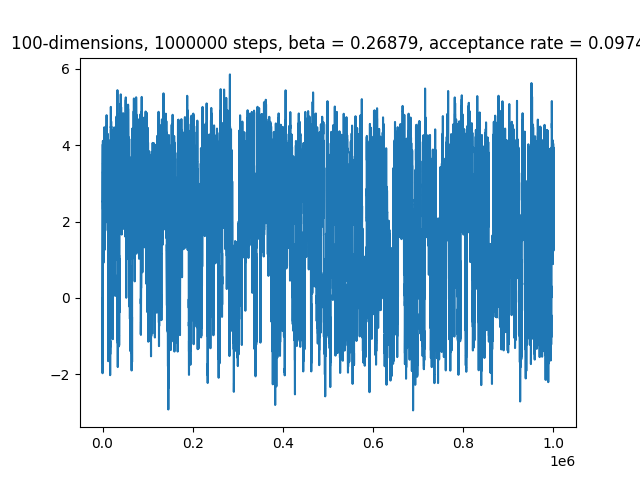 100-dimensions, 1000000 steps, beta = 0.26879, acceptance rate = 0.0974
6
4
2
0
−2
0.0 0.2 0.4 0.6 0.8 1.0
1e6